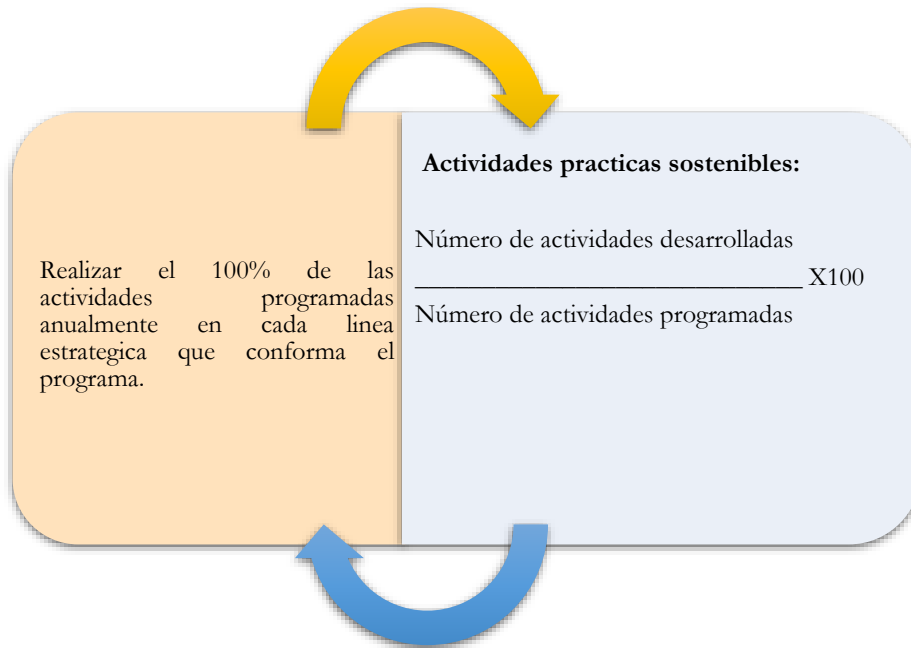 Realizar el 100% de las
actividades programadas
anualmente en cada linea
estrategica que conforma el
programa.
Actividades practicas sostenibles:
Número de actividades desarrolladas
_____________________________ X100
Número de actividades programadas